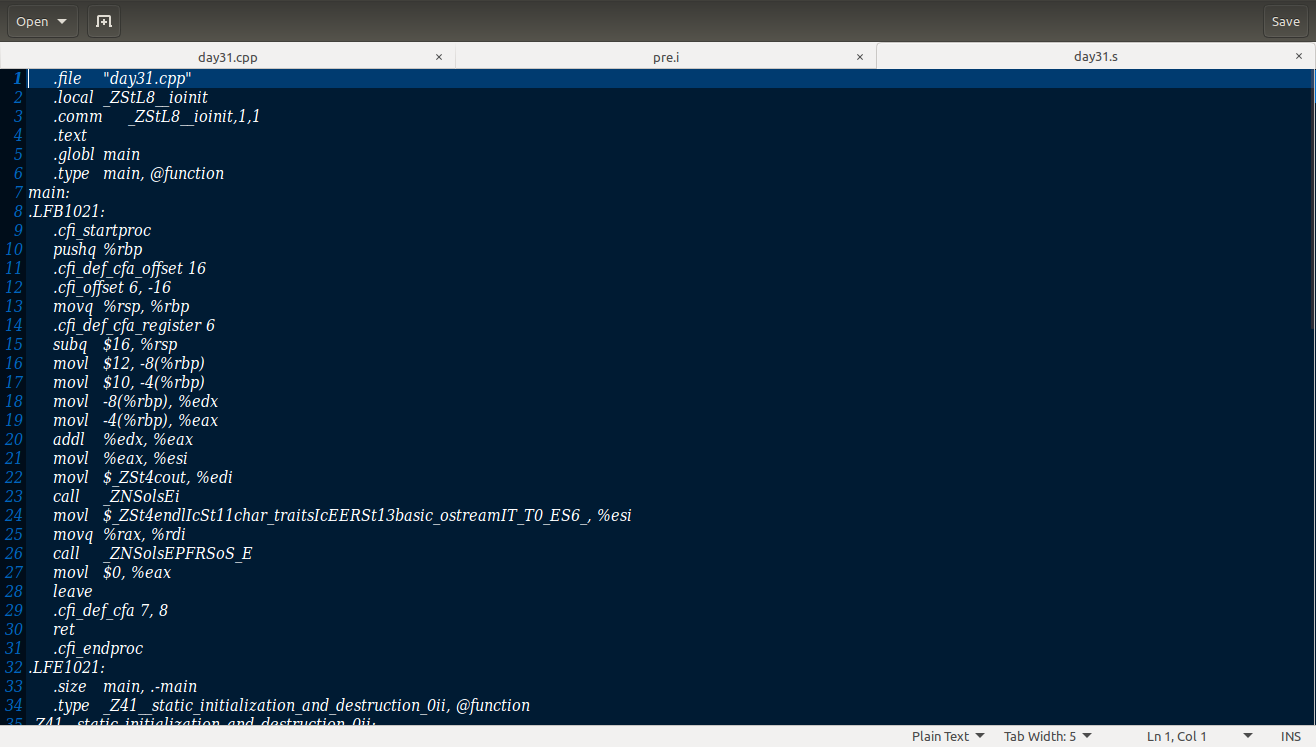 Open Save
day31.cpp × pre.i × day31.s ×
1 .file "day31.cpp"
2 .local _ZStL8__ioinit
3 .comm _ZStL8__ioinit,1,1
4 .text
5 .globl main
6 .type main, @function
7 main:
8 .LFB1021:
9 .cfi_startproc
10 pushq %rbp
11 .cfi_def_cfa_offset 16
12 .cfi_offset 6, -16
13 movq %rsp, %rbp
14 .cfi_def_cfa_register 6
15 subq $16, %rsp
16 movl $12, -8(%rbp)
17 movl $10, -4(%rbp)
18 movl -8(%rbp), %edx
19 movl -4(%rbp), %eax
20 addl %edx, %eax
21 movl %eax, %esi
22 movl $_ZSt4cout, %edi
23 call _ZNSolsEi
24 movl $_ZSt4endlIcSt11char_traitsIcEERSt13basic_ostreamIT_T0_ES6_, %esi
25 movq %rax, %rdi
26 call _ZNSolsEPFRSoS_E
27 movl $0, %eax
28 leave
29 .cfi_def_cfa 7, 8
30 ret
31 .cfi_endproc
32 .LFE1021:
33 .size main, .-main
34 .type _Z41__static_initialization_and_destruction_0ii, @function
35 _Z41__static_initialization_and_destruction_0ii:
Plain Text Tab Width: 5 Ln 1, Col 1 INS